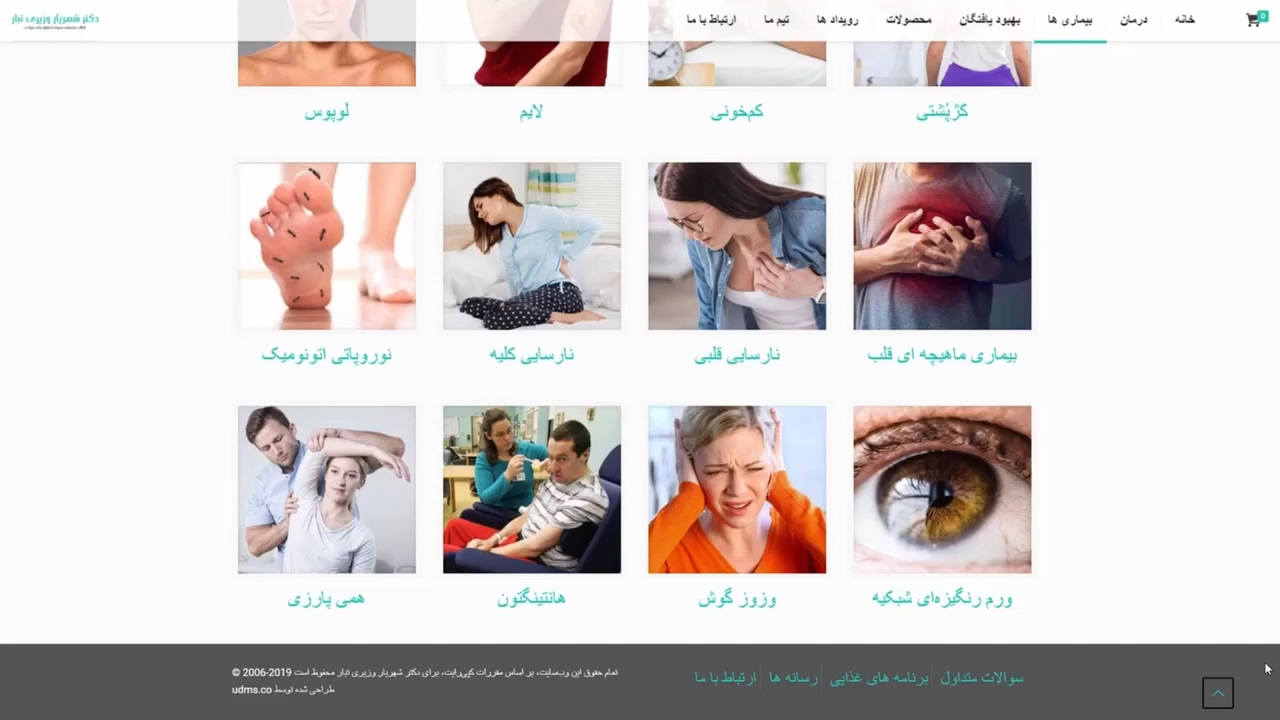 خانه
درمان
بیماری ها
بهبود یافتگان
محصولات
رویداد ها
تیم ما
ارتباط با ما
0
دکتر شهریار وزیری تبار
کَژپُشتی
کم‌خونی
لایم
لوپوس
بیماری ماهیچه ای قلب
نارسایی قلبی
نارسایی کلیه
نوروپاتی اتونومیک
ورم رنگیزه‌ای شبکیه
وزوز گوش
هانتینگتون
همی پارزی
سوالات متداول
برنامه های غذایی
رسانه ها
ارتباط با ما
© 2006-2019 تمام حقوق این وب‌سایت، بر اساس مقررات کپی‌رایت، برای دکتر شهریار وزیری تبار محفوظ است
طراحی شده توسط udms.co